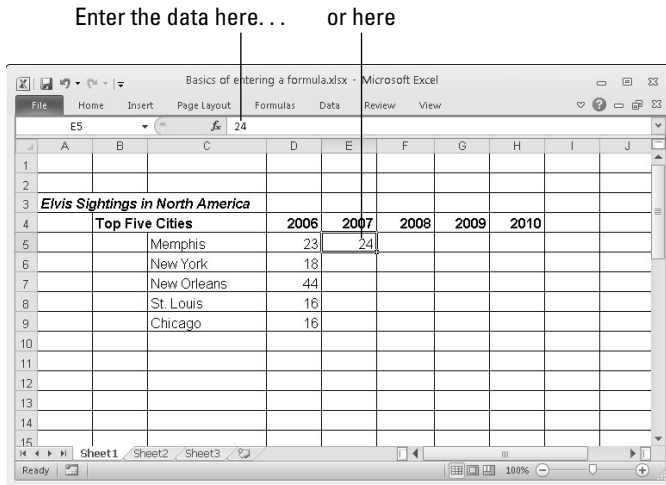 Enter the data here. . . or here
Basics of entering a formula.xlsx - Microsoft Excel
File Home Insert Page Layout Formulas Data Review View
E5 fx 24
A B C D E F G H I J
1
2
3 Elvis Sightings in North America
4 Top Five Cities 2006 2007 2008 2009 2010
5 Memphis 23 24
6 New York 18
7 New Orleans 44
8 St. Louis 16
9 Chicago 16
10
11
12
13
14
15
Sheet1 Sheet2 Sheet3
Ready 100%